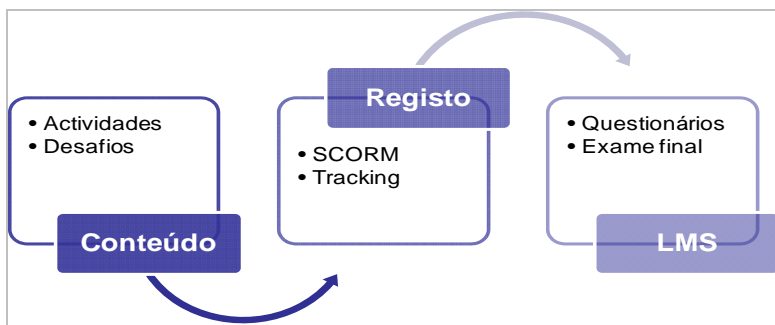 • Actividades
• Desafios
Conteúdo
Registo
• SCORM
• Tracking
• Questionários
• Exame final
LMS